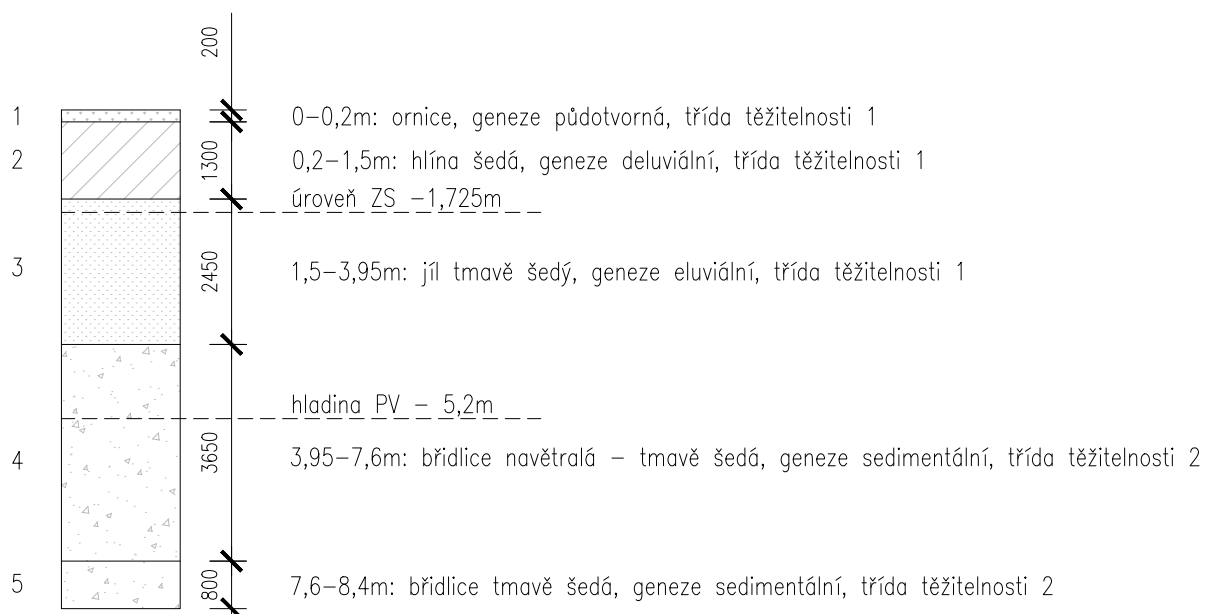 200
1
0-0,2m: ornice, geneze půdotvorná, třída těžitelnosti 1
2
1300
0,2-1,5m: hlína šedá, geneze deluviální, třída těžitelnosti 1
úroveň ZS -1,725m
3
2450
1,5-3,95m: jíl tmavě šedý, geneze eluviální, třída těžitelnosti 1
hladina PV - 5,2m
4
3650
3,95-7,6m: břidlice navětralá - tmavě šedá, geneze sedimentální, třída těžitelnosti 2
5
800
7,6-8,4m: břidlice tmavě šedá, geneze sedimentální, třída těžitelnosti 2